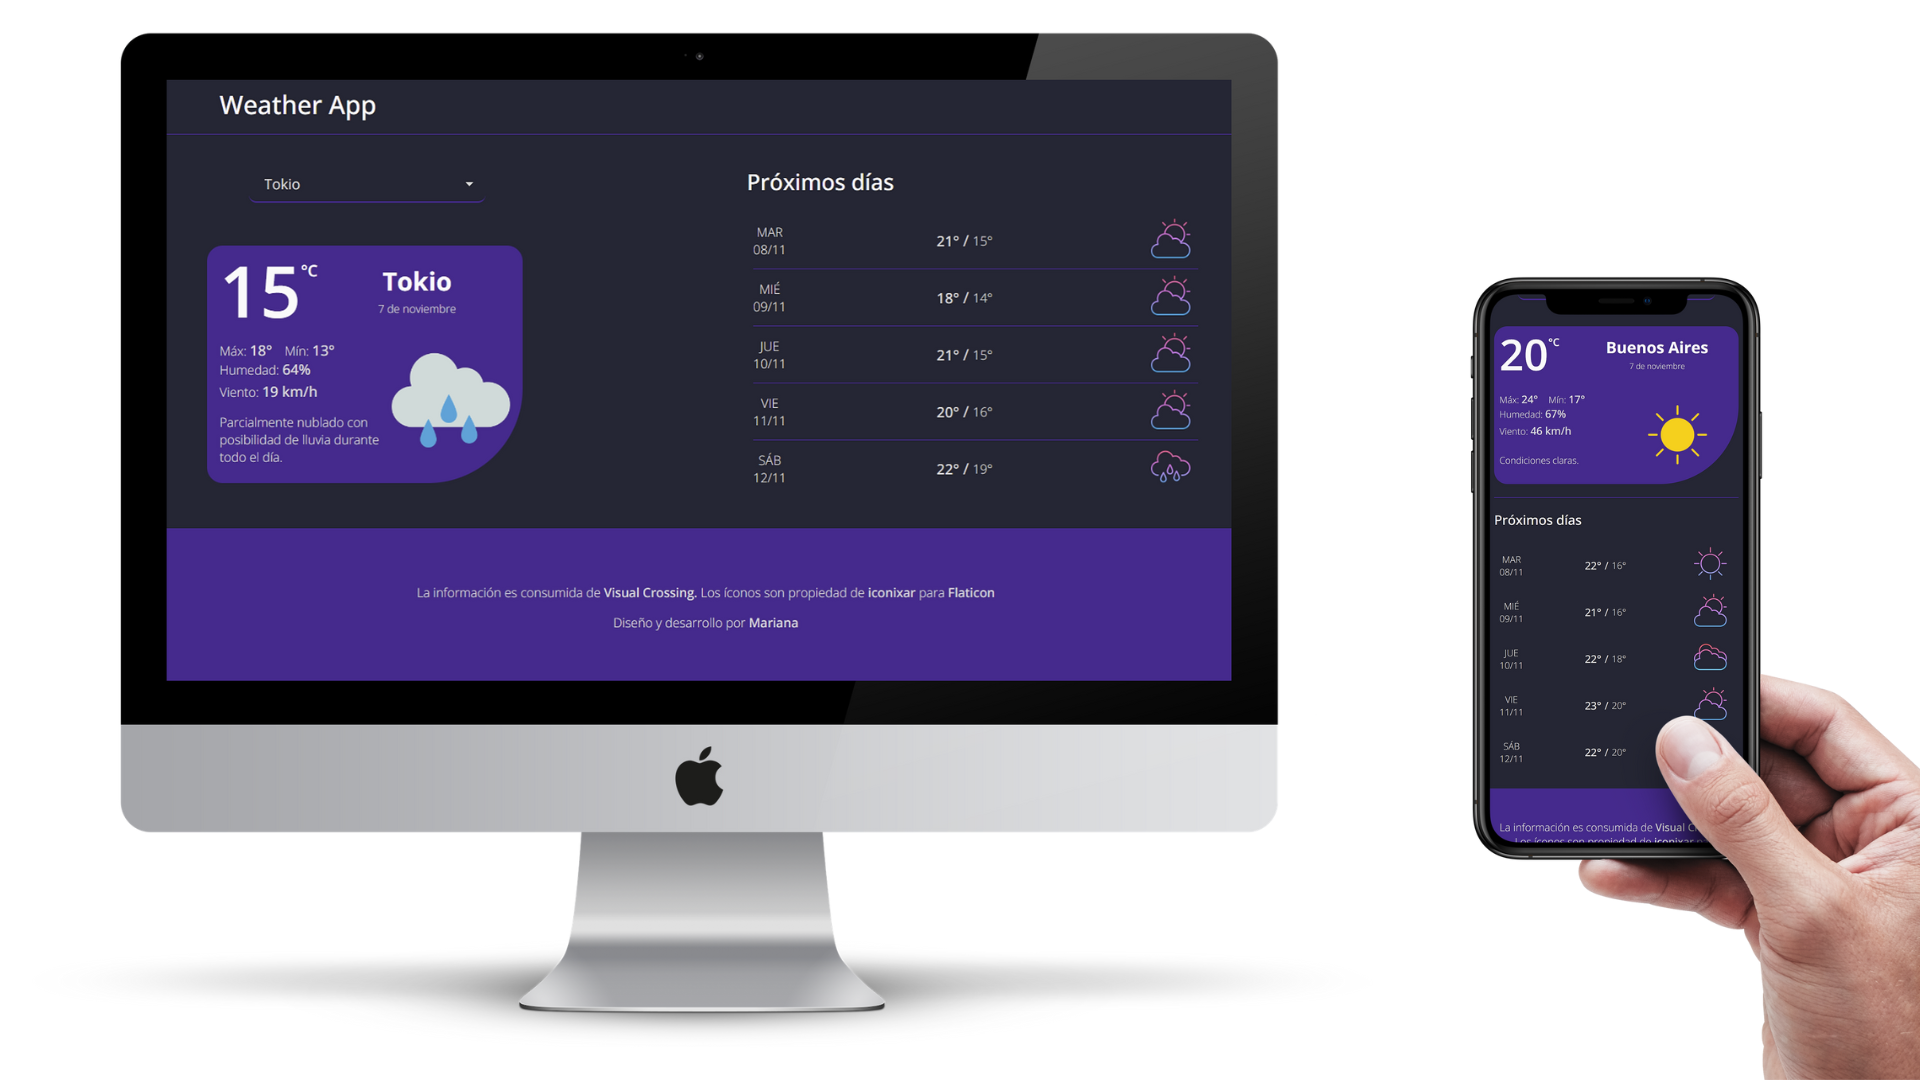 Weather App
Tokio
15 °C
Tokio
7 de noviembre
Máx: 18° Mín: 13°
Humedad: 64%
Viento: 19 km/h
Parcialmente nublado con
posibilidad de lluvia durante
todo el día.
Próximos días
MAR
08/11
21° / 15°
MIÉ
09/11
18° / 14°
JUE
10/11
21° / 15°
VIE
11/11
20° / 16°
SÁB
12/11
22° / 19°
La información es consumida de Visual Crossing. Los íconos son propiedad de iconixar para Flaticon
Diseño y desarrollo por Mariana
20 °C
Buenos Aires
7 de noviembre
Máx: 24° Mín: 17°
Humedad: 67%
Viento: 46 km/h
Condiciones claras.
Próximos días
MAR
08/11
22° / 16°
MIÉ
09/11
21° / 16°
JUE
10/11
22° / 18°
VIE
11/11
23° / 20°
SÁB
12/11
22° / 20°
La información es consumida de Visual
Los íconos son propiedad de iconixar